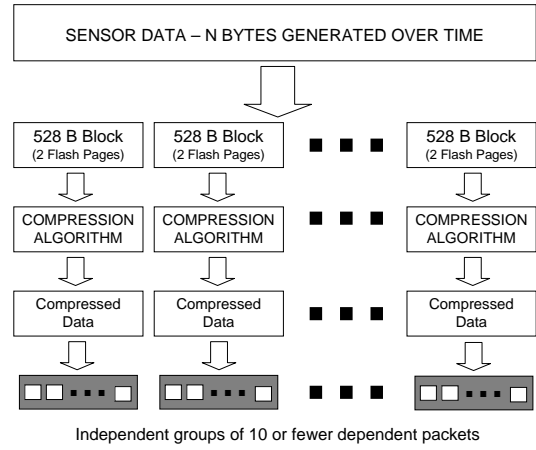 SENSOR DATA – N BYTES GENERATED OVER TIME
528 B Block
(2 Flash Pages)
528 B Block
(2 Flash Pages)
528 B Block
(2 Flash Pages)
COMPRESSION
ALGORITHM
COMPRESSION
ALGORITHM
COMPRESSION
ALGORITHM
Compressed
Data
Compressed
Data
Compressed
Data
Independent groups of 10 or fewer dependent packets